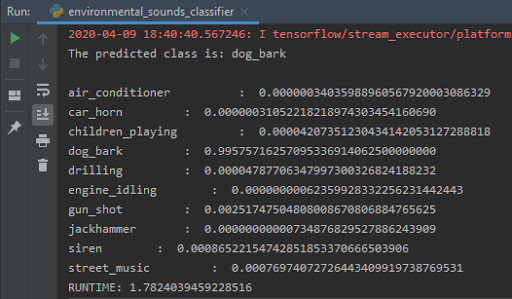 Run: environmental_sounds_classifier ×
2020-04-09 18:40:40.567246: I tensorflow/stream_executor/platform
The predicted class is: dog_bark
air_conditioner : 0.00000034035988960567920003086329
car_horn : 0.00000031052218218974303454160690
children_playing : 0.00004207351230434142053127288818
dog_bark : 0.99575716257095336914062500000000
drilling : 0.00004787706347997300326824188232
engine_idling : 0.00000000062359928332256231442443
gun_shot : 0.00251747504808008670806884765625
jackhammer : 0.00000000000734876829527886243909
siren : 0.00086522154742851853370666503906
street_music : 0.00076974072726443409919738769531
RUNTIME: 1.7824039459228516